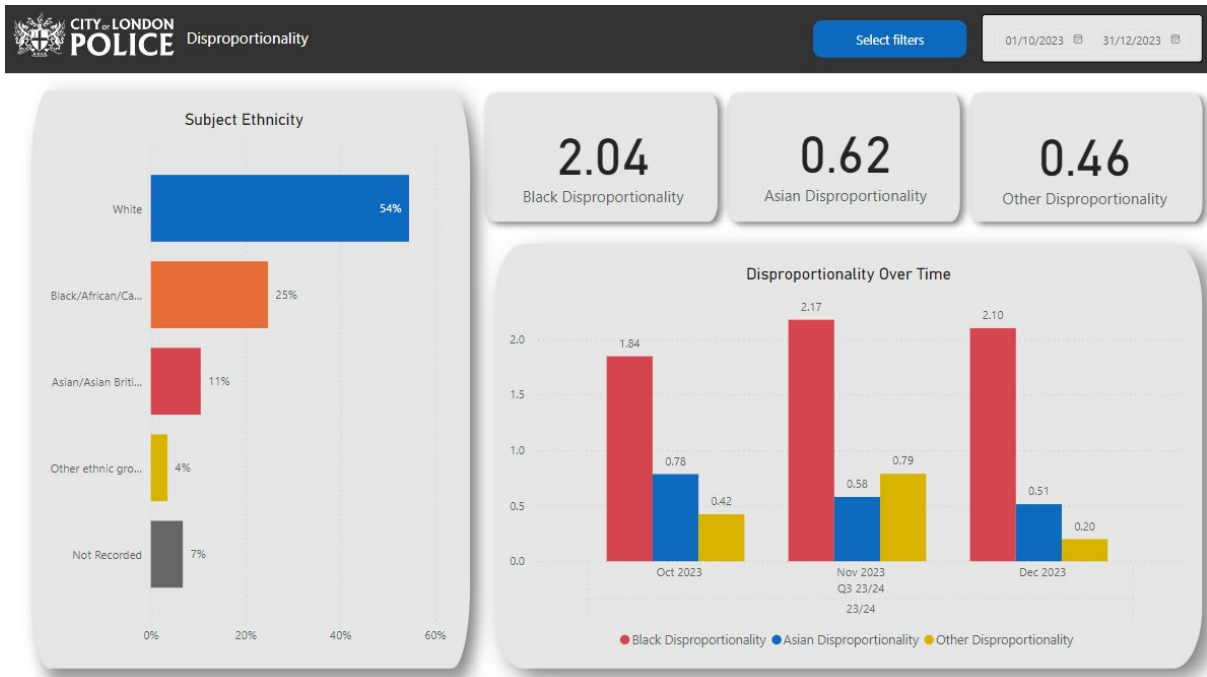 CITY of LONDON
POLICE
Disproportionality
Select filters
01/10/2023 31/12/2023
Subject Ethnicity
White 54%
Black/African/Ca... 25%
Asian/Asian Briti... 11%
Other ethnic gro... 4%
Not Recorded 7%
0% 20% 40% 60%
2.04
Black Disproportionality
0.62
Asian Disproportionality
0.46
Other Disproportionality
Disproportionality Over Time
2.0
1.5
1.0
0.5
0.0
1.84 0.78 0.42
2.17 0.58 0.79
2.10 0.51 0.20
Oct 2023 Nov 2023 Dec 2023
Q3 23/24
23/24
Black Disproportionality Asian Disproportionality Other Disproportionality